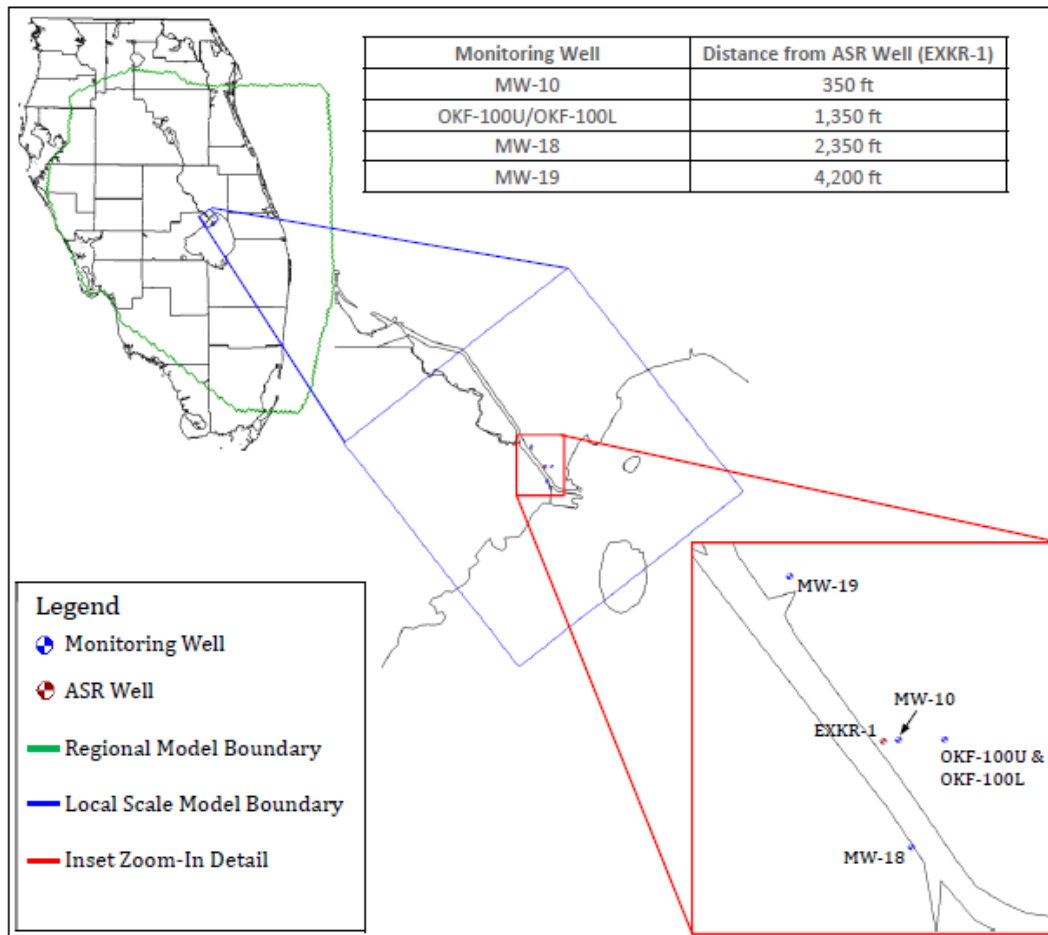 Monitoring Well Distance from ASR Well (EXKR-1)
MW-10 350 ft
OKF-100U/OKF-100L 1,350 ft
MW-18 2,350 ft
MW-19 4,200 ft
Legend
Monitoring Well
ASR Well
Regional Model Boundary
Local Scale Model Boundary
Inset Zoom-In Detail
MW-19
MW-10
EXKR-1
OKF-100U &
OKF-100L
MW-18